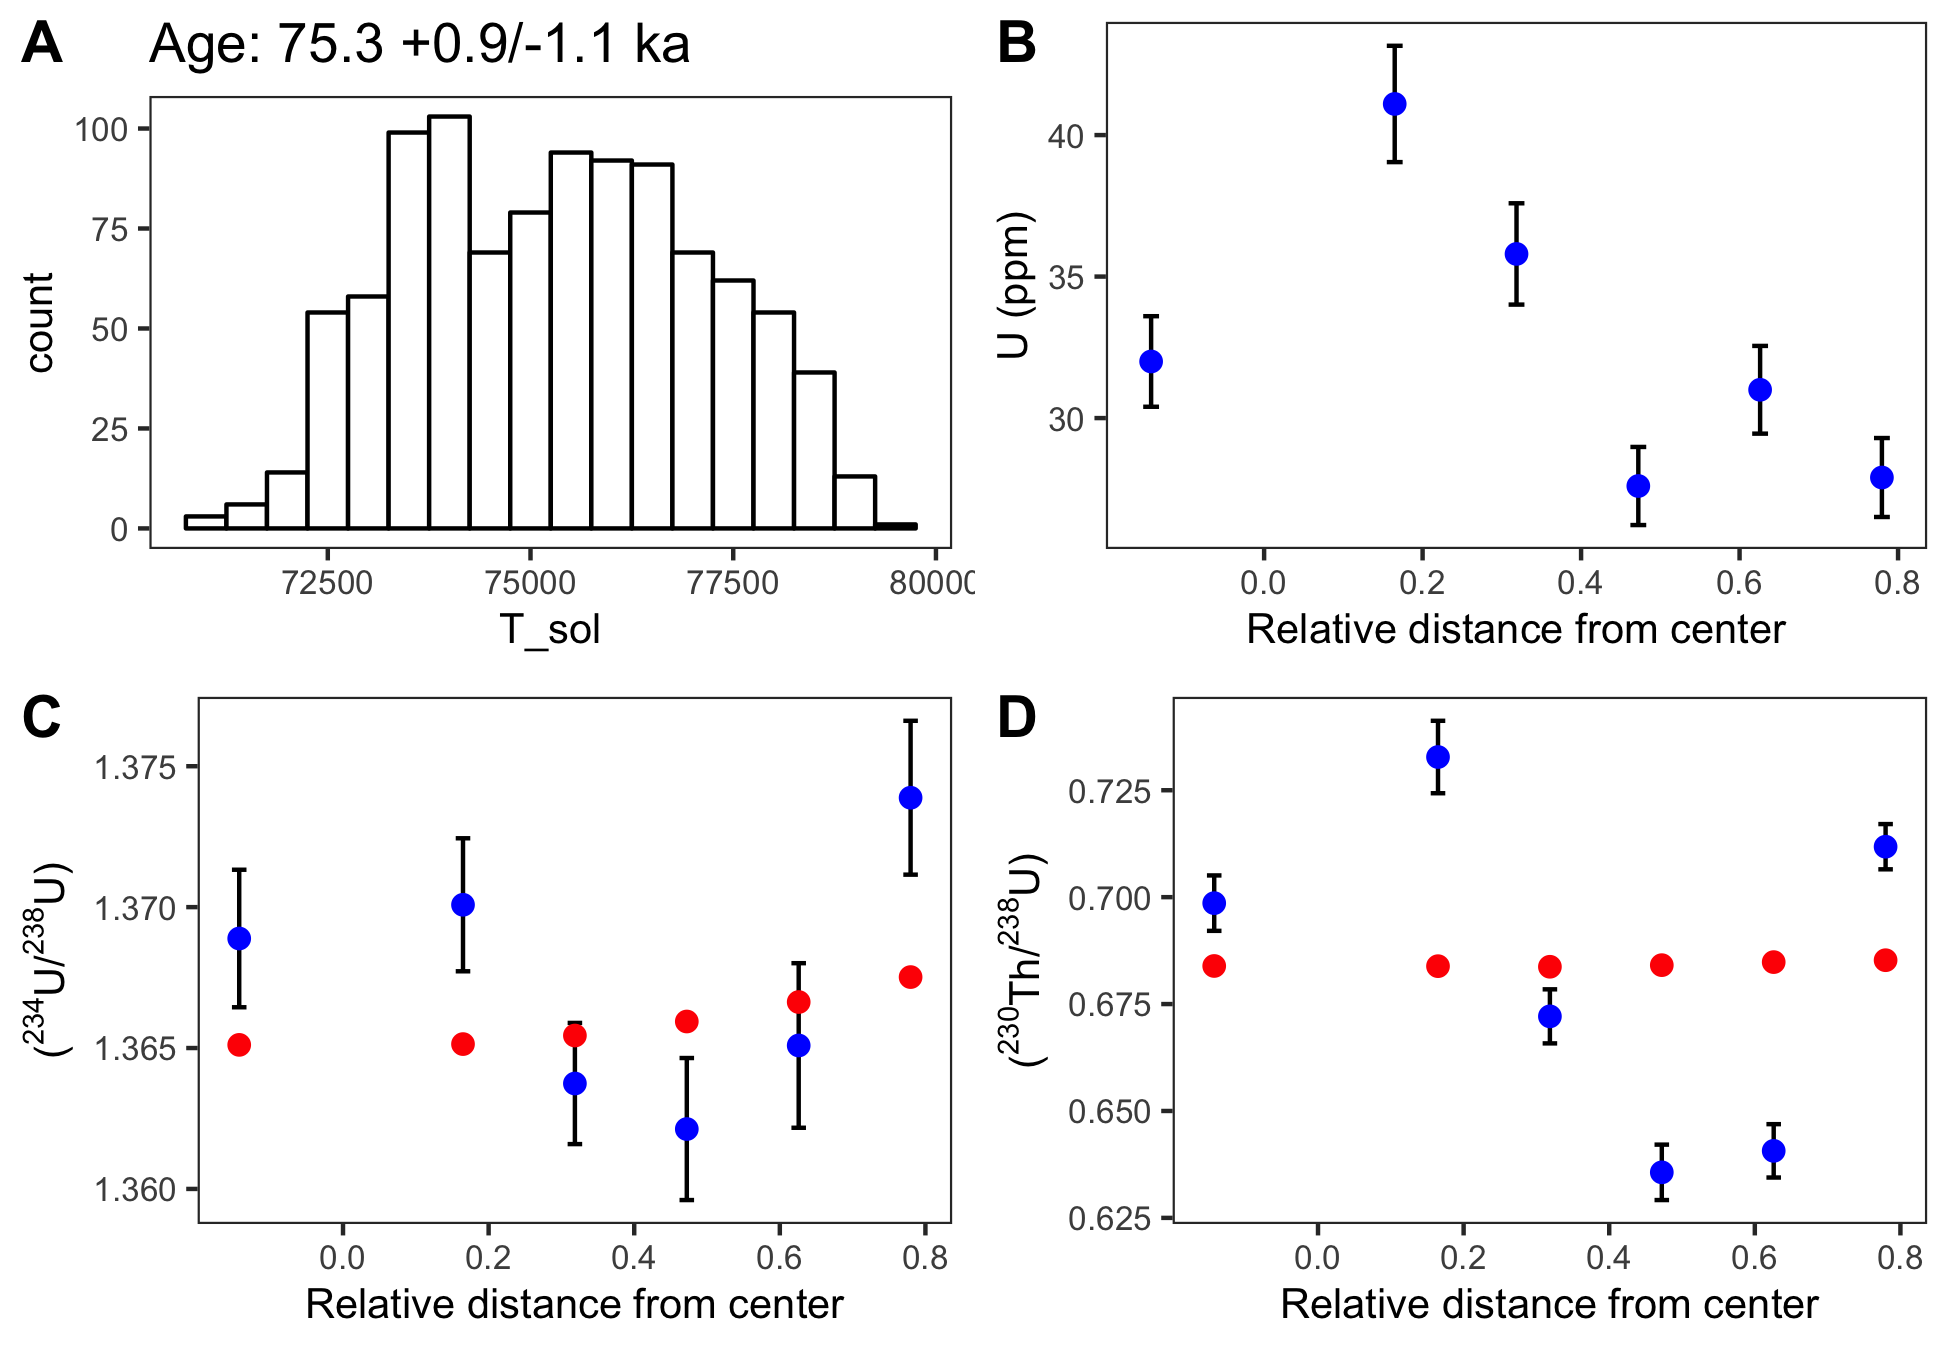 A Age: 75.3 +0.9/-1.1 ka
100
75
50
25
0
count
72500 75000 77500 80000
T_sol
B
40
35
30
U (ppm)
0.0 0.2 0.4 0.6 0.8
Relative distance from center
C
1.375
1.370
1.365
1.360
(²³⁴U/²³⁸U)
0.0 0.2 0.4 0.6 0.8
Relative distance from center
D
0.725
0.700
0.675
0.650
0.625
(²³⁰Th/²³⁸U)
0.0 0.2 0.4 0.6 0.8
Relative distance from center